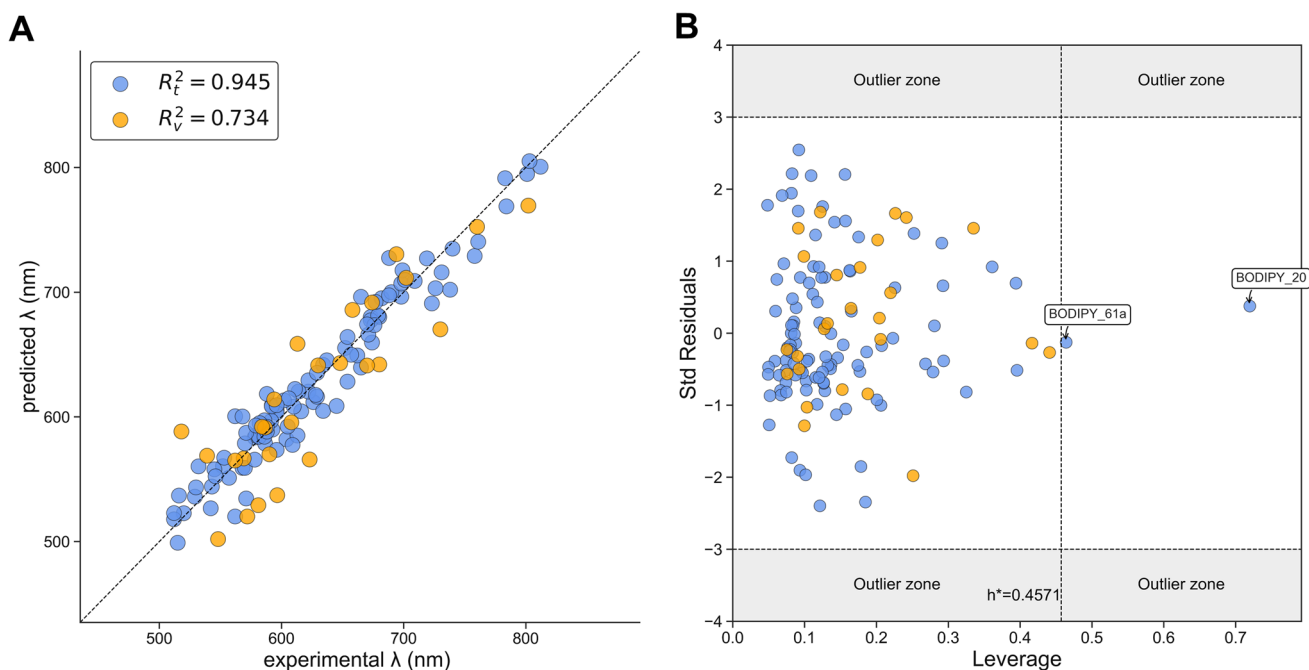 A
R²t = 0.945
R²v = 0.734
800
700
600
500
predicted λ (nm)
500 600 700 800
experimental λ (nm)
B
4
3
2
1
0
−1
−2
−3
−4
Std Residuals
Outlier zone Outlier zone
BODIPY_20
BODIPY_61a
Outlier zone Outlier zone
h*=0.4571
0.0 0.1 0.2 0.3 0.4 0.5 0.6 0.7
Leverage